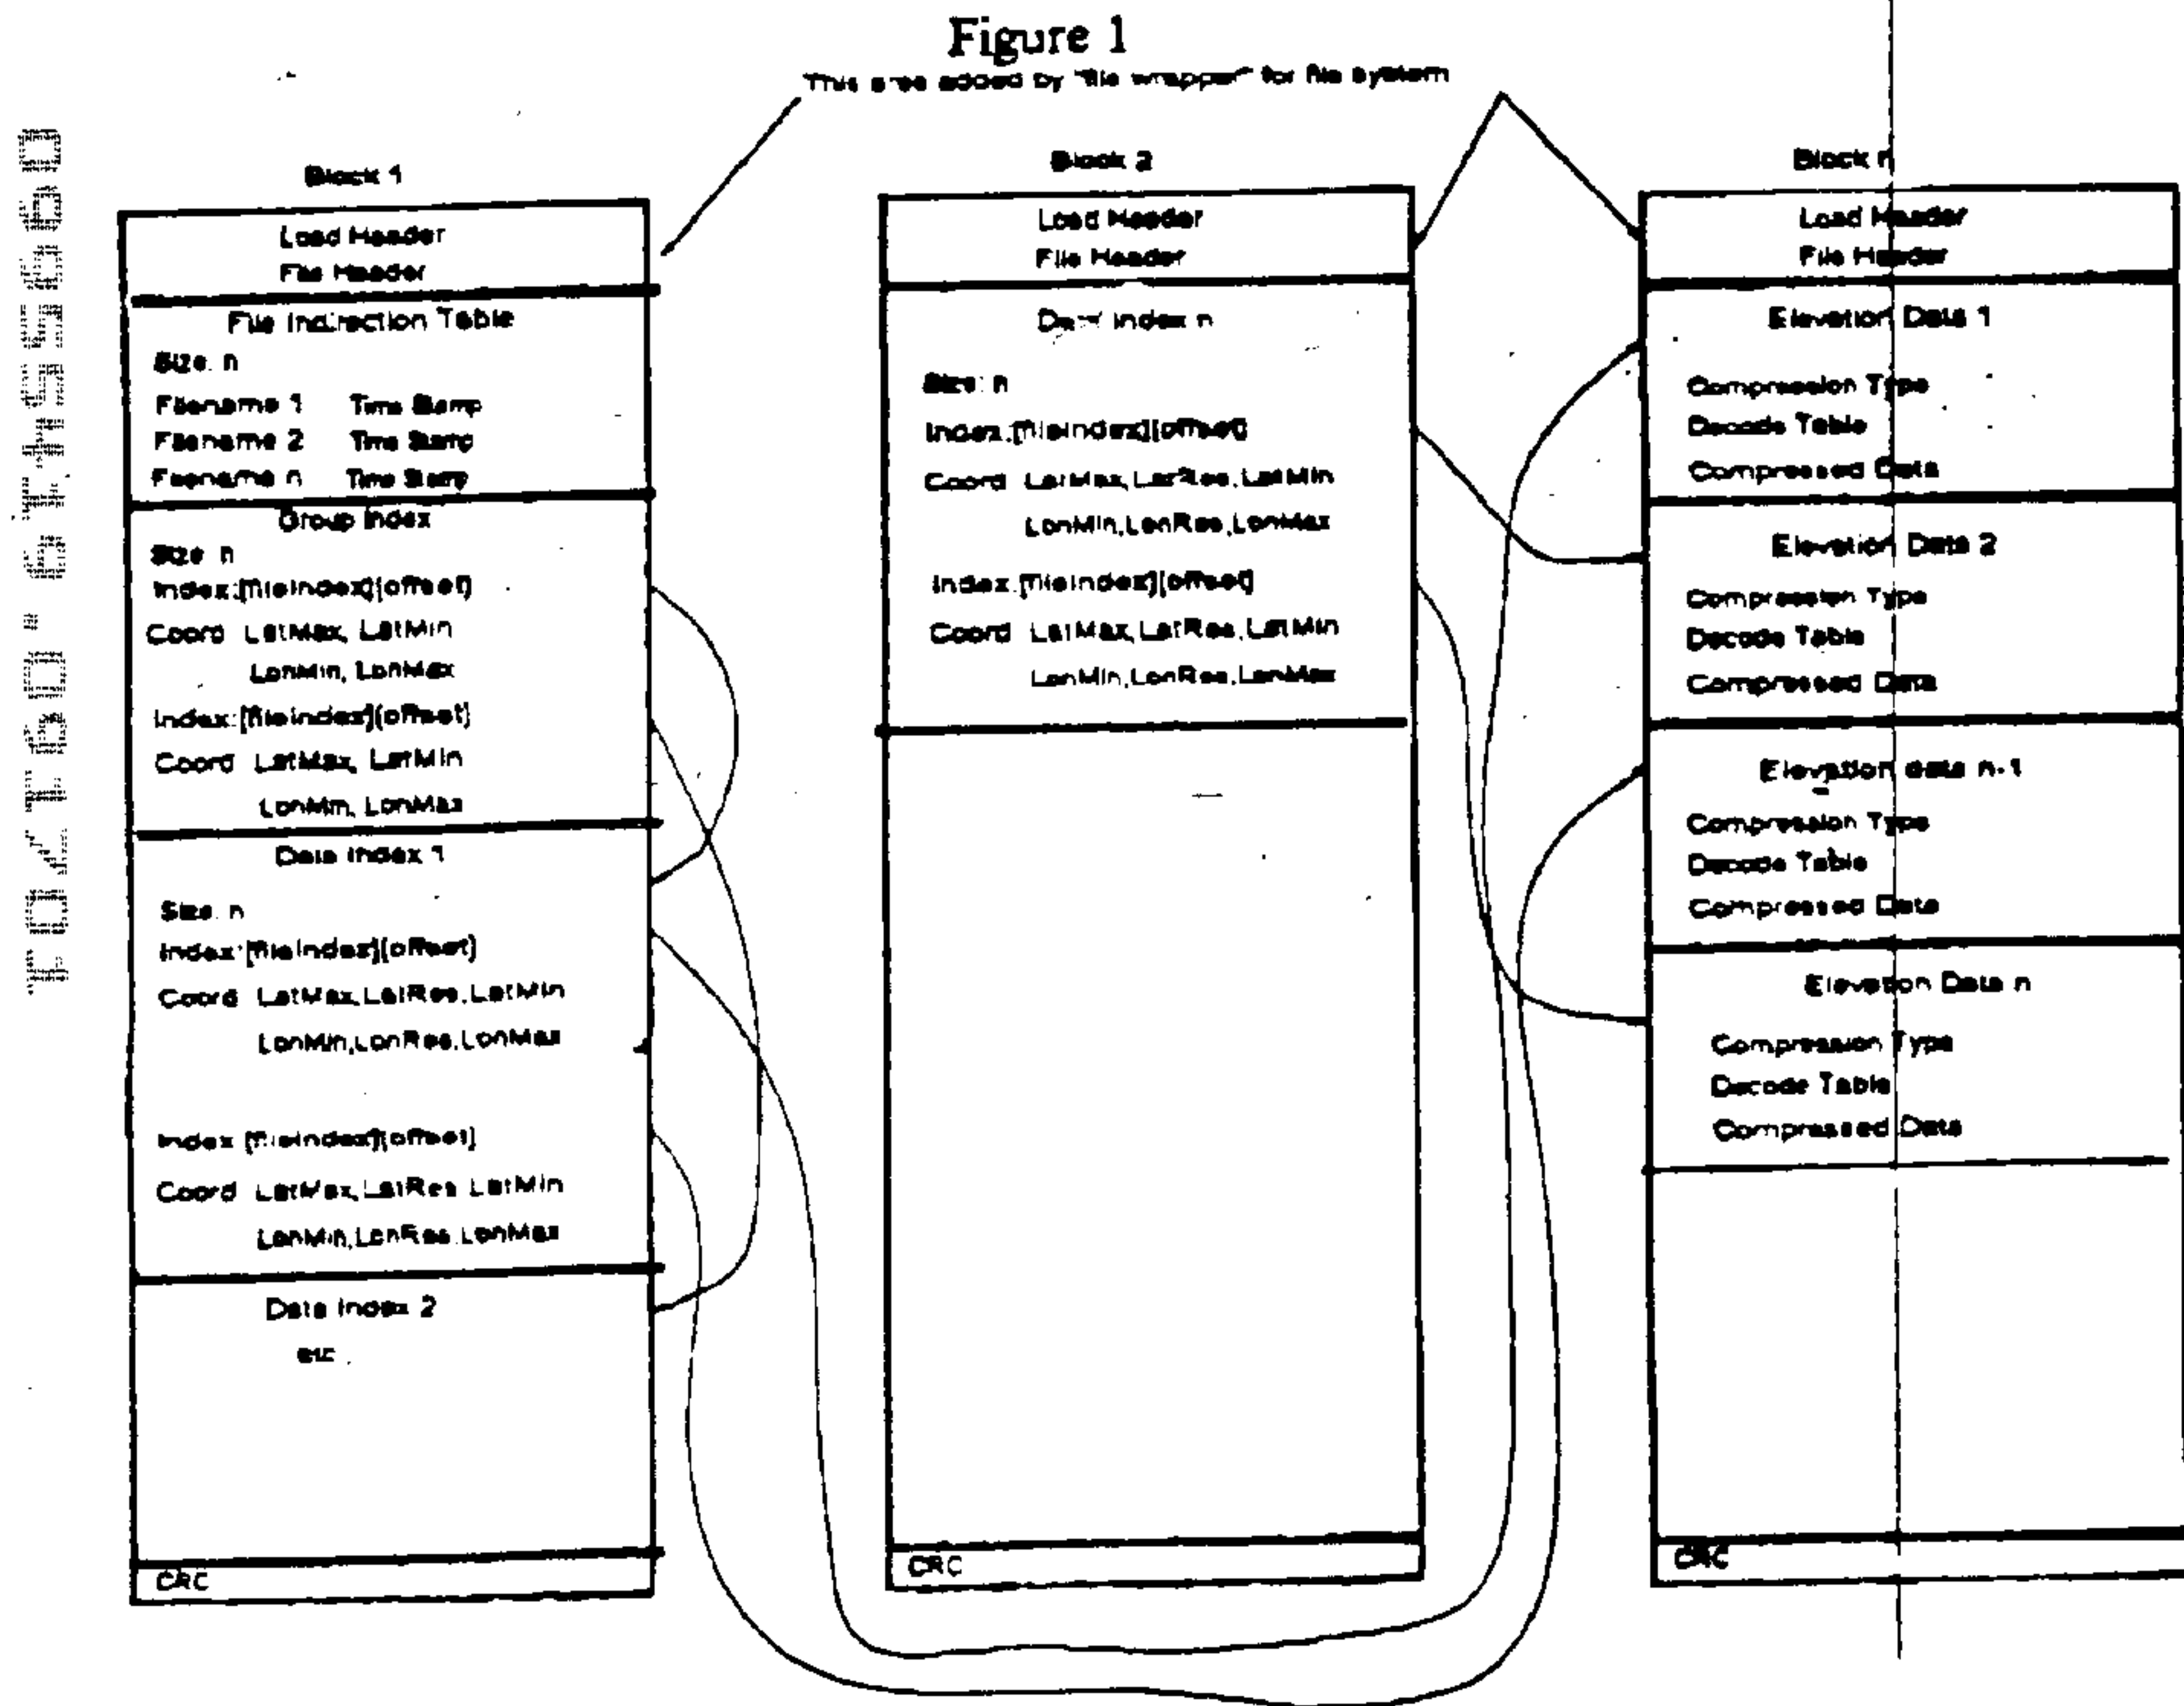 Figure 1
This area added by "file wrapper" for file system
Block 1
Load Header
File Header
File Indirection Table
Size: n
Filename 1 Time Stamp
Filename 2 Time Stamp
Filename n Time Stamp
Group Index
Size n
Index:[fileindex](offset)
Coord LatMax, LatMin
LonMin, LonMax
Index:[fileindex](offset)
Coord LatMax, LatMin
LonMin, LonMax
Data Index 1
Size: n
Index:[fileindex](offset)
Coord LatMax,LatRes,LatMin
LonMin,LonRes,LonMax
Index [fileindex](offset)
Coord LatMax,LatRes LatMin
LonMin,LonRes,LonMax
Data Index 2
etc
CRC
Block 2
Load Header
File Header
Data Index n
Size: n
Index:[fileindex](offset)
Coord LatMax,LatRes,LatMin
LonMin,LonRes,LonMax
Index:[fileindex](offset)
Coord LatMax,LatRes,LatMin
LonMin,LonRes,LonMax
CRC
Block n
Load Header
File Header
Elevation Data 1
Compression Type
Decode Table
Compressed Data
Elevation Data 2
Compression Type
Decode Table
Compressed Data
Elevation data n-1
Compression Type
Decode Table
Compressed Data
Elevation Data n
Compression Type
Decode Table
Compressed Data
CRC